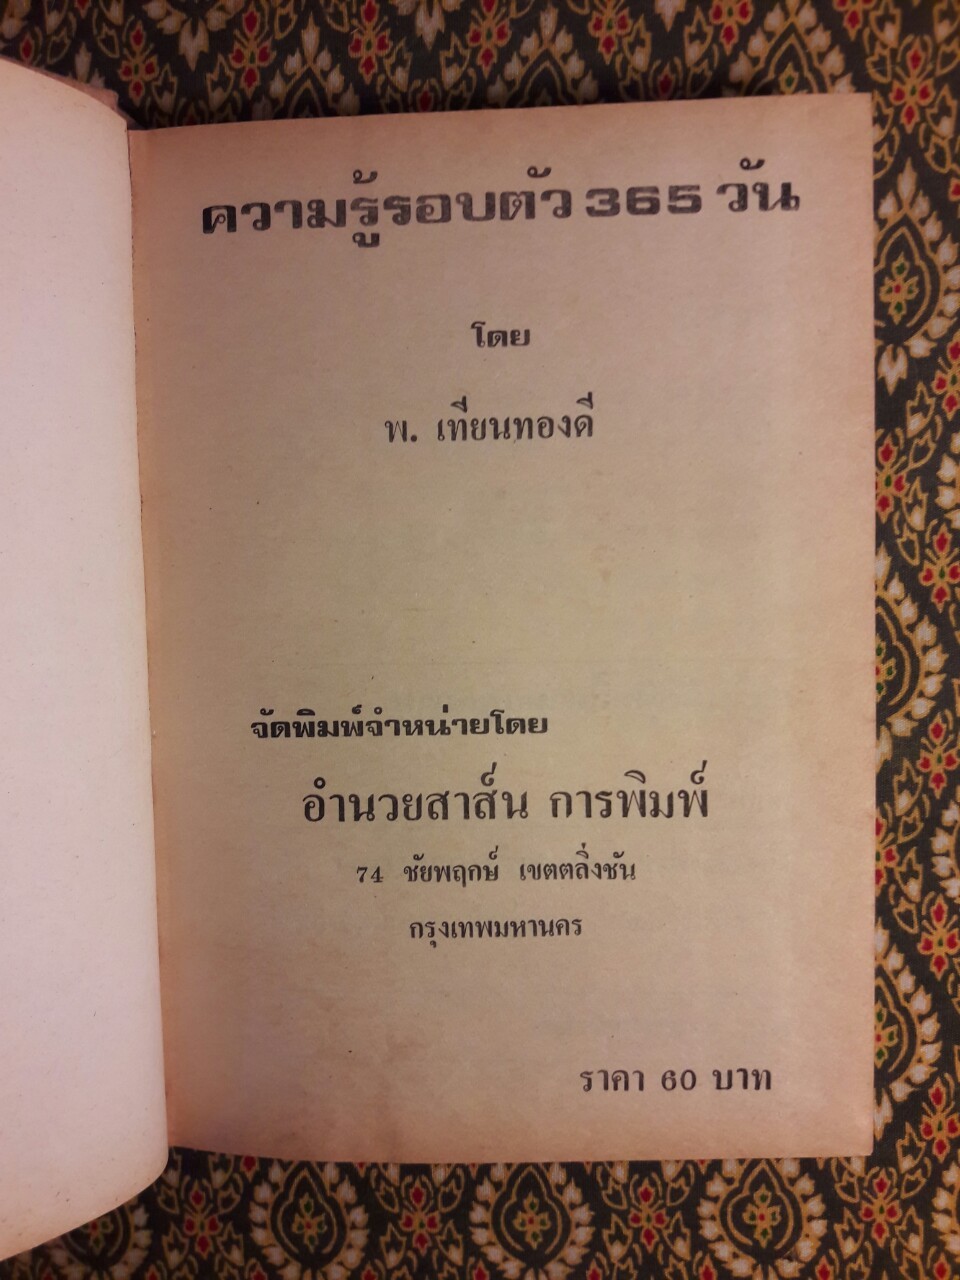 ความรู้รอบตัว 365 วัน
โดย
พ. เทียนทองดี
จัดพิมพ์จำหน่ายโดย
อำนวยสาส์น การพิมพ์
74 ชัยพฤกษ์ เขตตลิ่งชัน
กรุงเทพมหานคร
ราคา 60 บาท